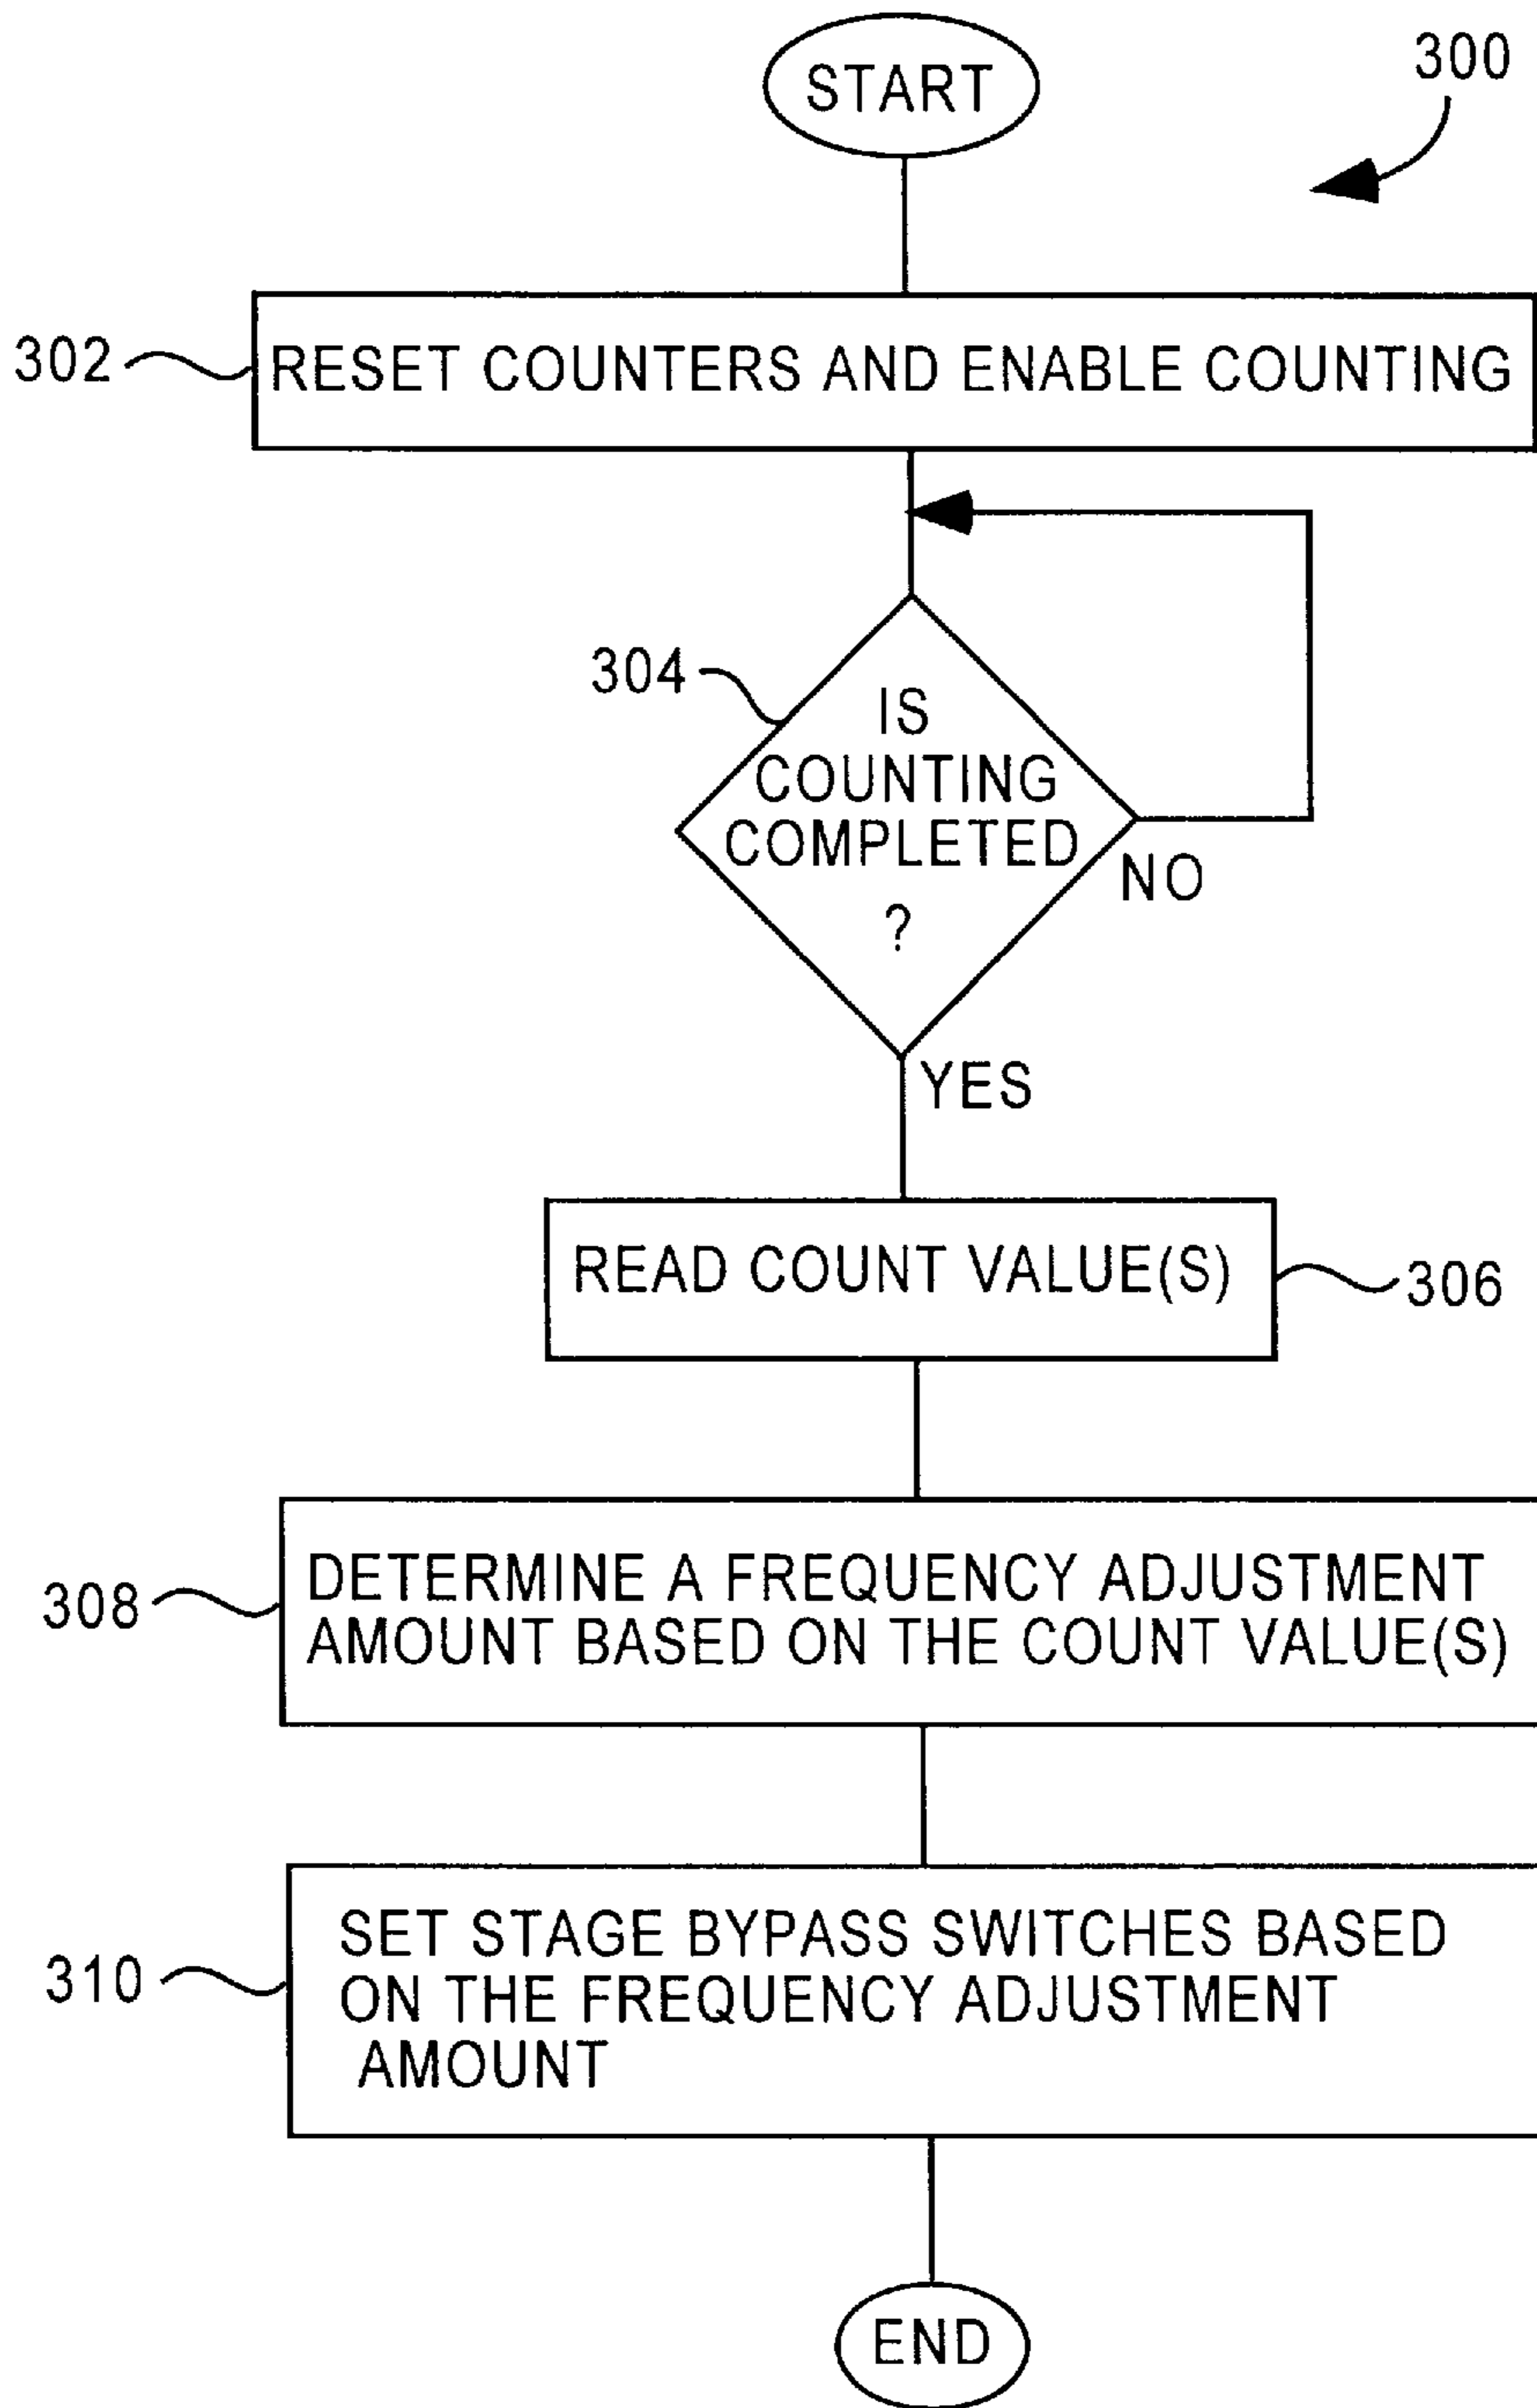 START
300
302
RESET COUNTERS AND ENABLE COUNTING
304
IS
COUNTING
COMPLETED
?
NO
YES
READ COUNT VALUE(S)
306
308
DETERMINE A FREQUENCY ADJUSTMENT
AMOUNT BASED ON THE COUNT VALUE(S)
310
SET STAGE BYPASS SWITCHES BASED
ON THE FREQUENCY ADJUSTMENT
AMOUNT
END